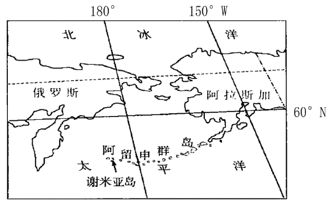 180° 150° W
北 冰 洋
俄罗斯 阿拉斯加
60° N
阿留申群岛
太 平 洋
谢米亚岛